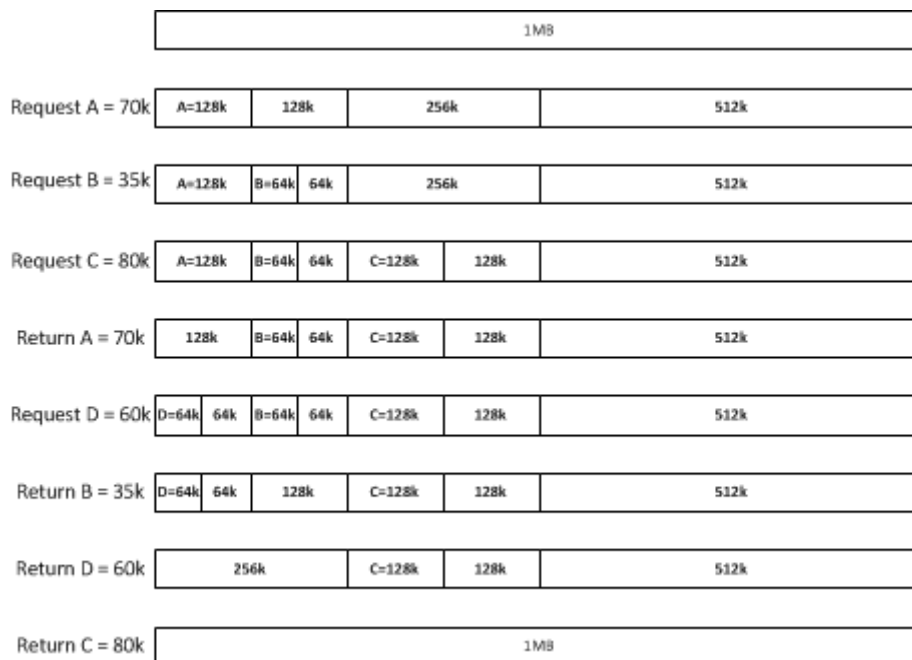 1MB
Request A = 70k A=128k 128k 256k 512k
Request B = 35k A=128k B=64k 64k 256k 512k
Request C = 80k A=128k B=64k 64k C=128k 128k 512k
Return A = 70k 128k B=64k 64k C=128k 128k 512k
Request D = 60k D=64k 64k B=64k 64k C=128k 128k 512k
Return B = 35k D=64k 64k 128k C=128k 128k 512k
Return D = 60k 256k C=128k 128k 512k
Return C = 80k 1MB